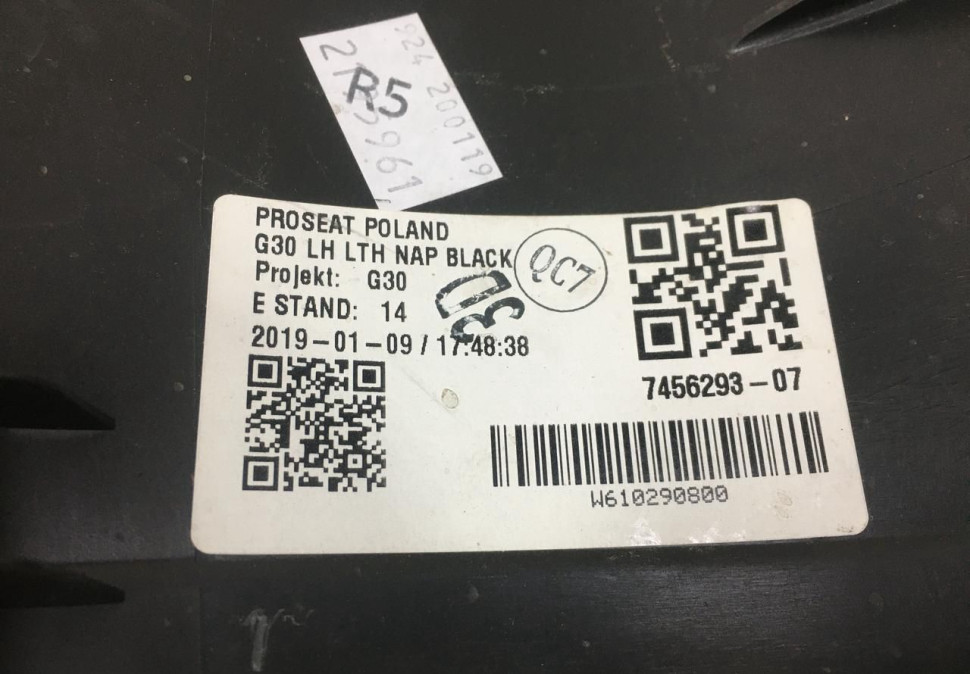 924 200119
R5
PROSEAT POLAND
G30 LH LTH NAP BLACK
QC7
Projekt: G30
E STAND: 14
2019-01-09 / 17:48:38
7456293-07
W610290800